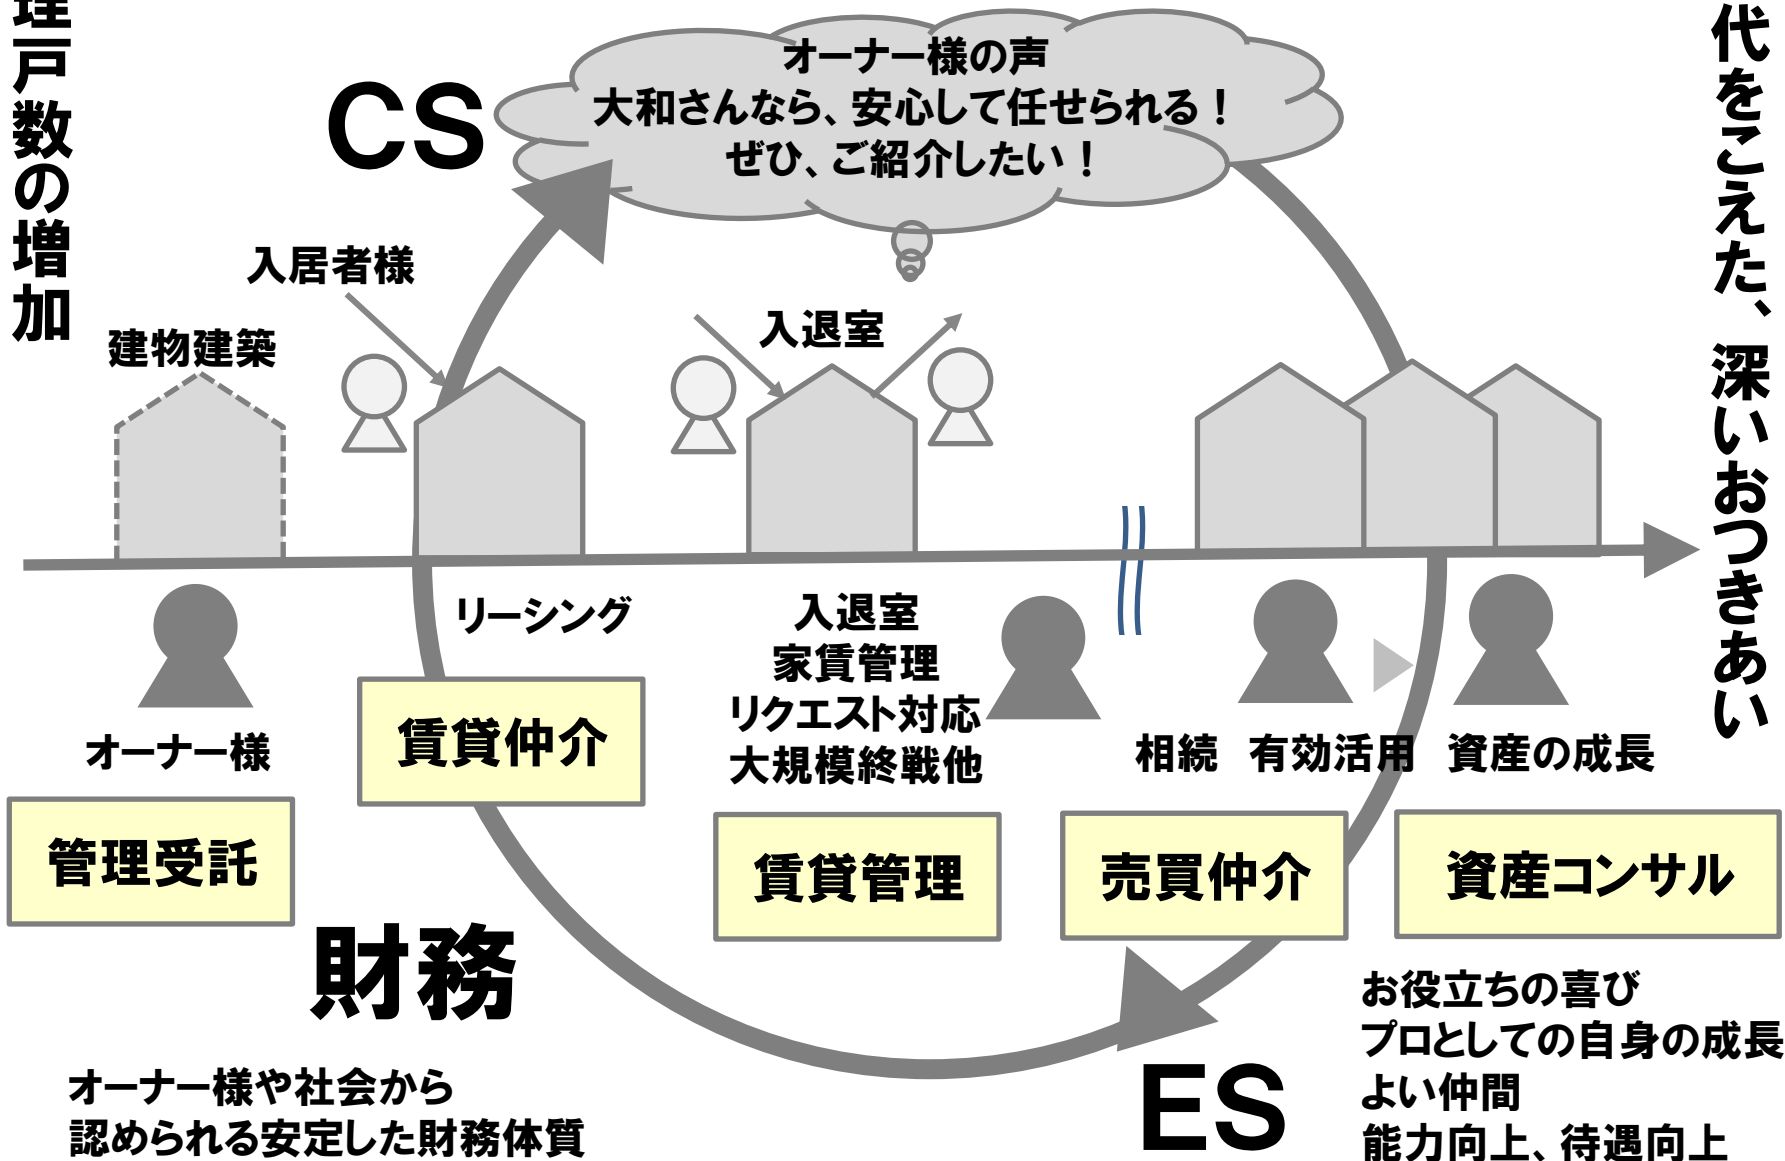 理戸数の増加
オーナー様の声
大和さんなら、安心して任せられる！
ぜひ、ご紹介したい！
CS
代をこえた、深いおつきあい
入居者様
建物建築
入退室
リーシング
入退室
家賃管理
リクエスト対応
大規模終戦他
オーナー様
賃貸仲介
相続　有効活用　資産の成長
管理受託
賃貸管理
売買仲介
資産コンサル
財務
オーナー様や社会から
認められる安定した財務体質
ES
お役立ちの喜び
プロとしての自身の成長
よい仲間
能力向上、待遇向上